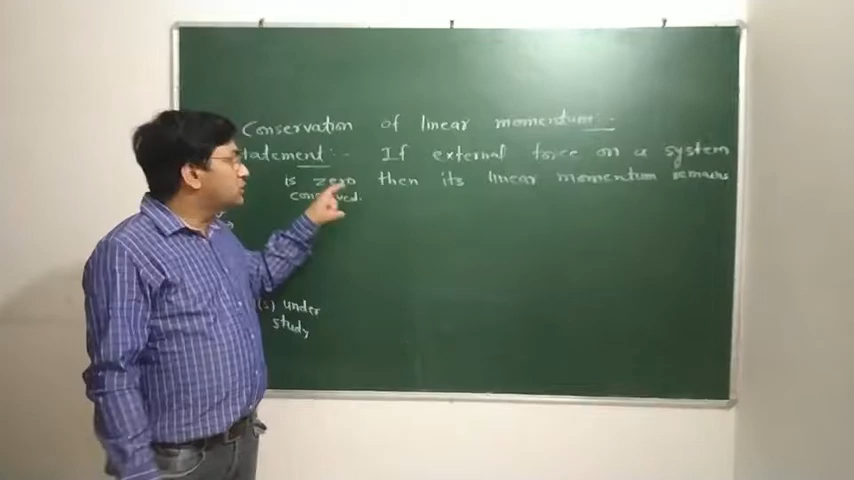 Conservation of linear momentum:-
tatement:- If external force on a system
is zero then its linear momentum remains
conserved.
(s) under
study